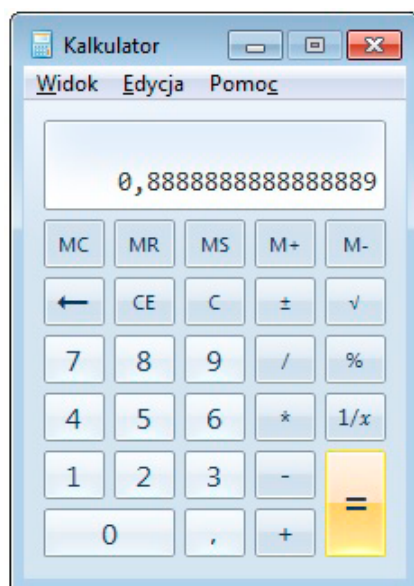 Kalkulator
Widok Edycja Pomoc
0,8888888888888889
MC MR MS M+ M-
← CE C ± √
7 8 9 / %
4 5 6 * 1/x
1 2 3 - =
0 , +